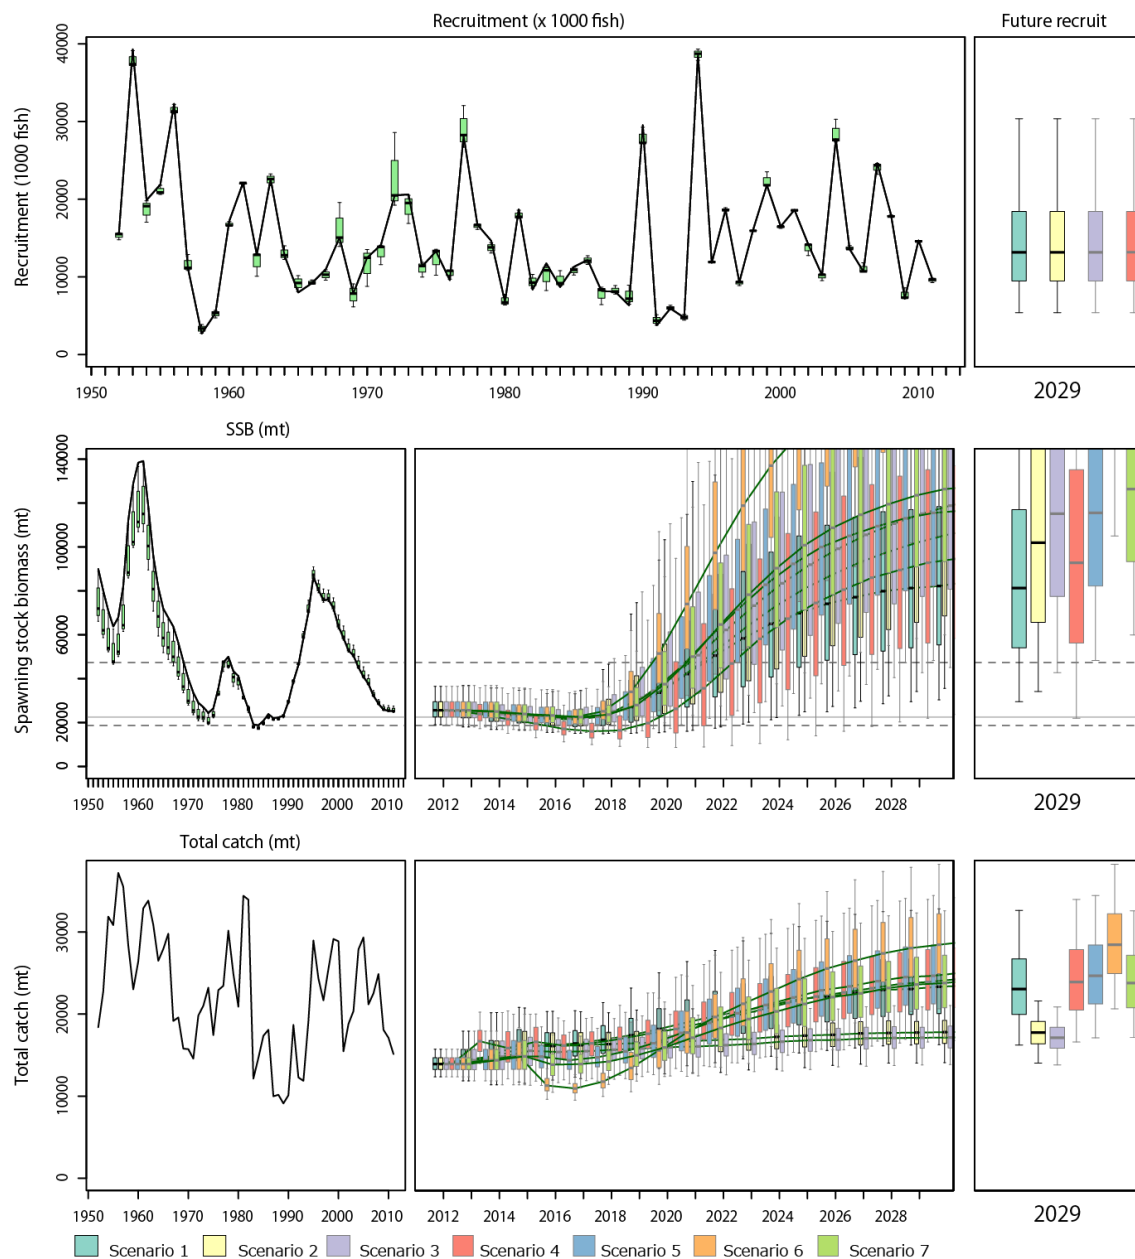 Recruitment (x 1000 fish)
Future recruit
Recruitment (1000 fish)
40000
30000
20000
10000
0
1950 1960 1970 1980 1990 2000 2010
2029
SSB (mt)
Spawning stock biomass (mt)
140000
100000
60000
20000
0
1950 1960 1970 1980 1990 2000 2010
2012 2014 2016 2018 2020 2022 2024 2026 2028
2029
Total catch (mt)
Total catch (mt)
30000
20000
10000
0
1950 1960 1970 1980 1990 2000 2010
2012 2014 2016 2018 2020 2022 2024 2026 2028
2029
Scenario 1 Scenario 2 Scenario 3 Scenario 4 Scenario 5 Scenario 6 Scenario 7